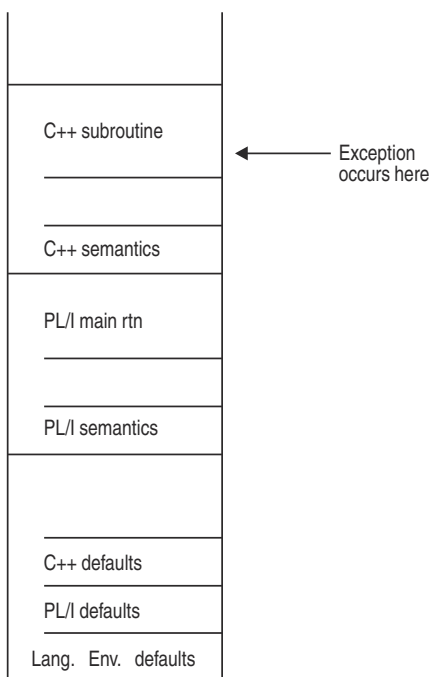 C++ subroutine
Exception
occurs here
C++ semantics
PL/I main rtn
PL/I semantics
C++ defaults
PL/I defaults
Lang. Env. defaults